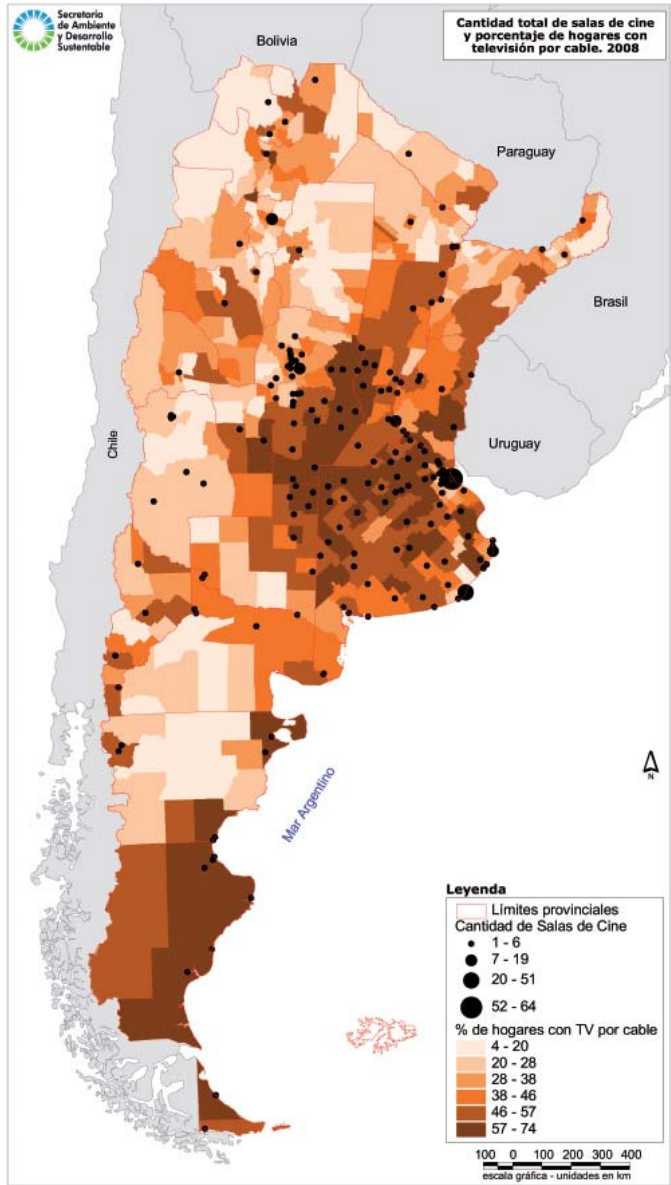 Secretaría
de Ambiente
y Desarrollo
Sustentable
Cantidad total de salas de cine
y porcentaje de hogares con
televisión por cable. 2008
Bolivia
Paraguay
Brasil
Chile
Uruguay
Mar Argentino
N
Leyenda
Límites provinciales
Cantidad de Salas de Cine
1 - 6
7 - 19
20 - 51
52 - 64
% de hogares con TV por cable
4 - 20
20 - 28
28 - 38
38 - 46
46 - 57
57 - 74
100 0 100 200 300 400
escala gráfica - unidades en km